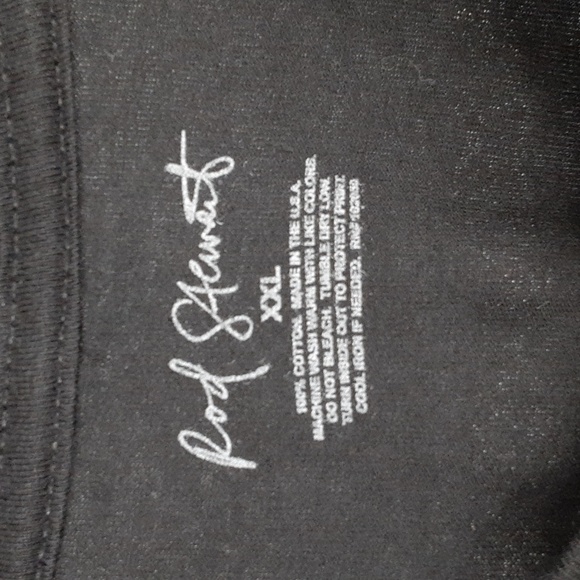 Rod Stewart
XXL
100% COTTON. MADE IN THE U.S.A.
MACHINE WASH WARM WITH LIKE COLORS.
DO NOT BLEACH. TUMBLE DRY LOW.
TURN INSIDE OUT TO PROTECT PRINT.
COOL IRON IF NEEDED. RN#